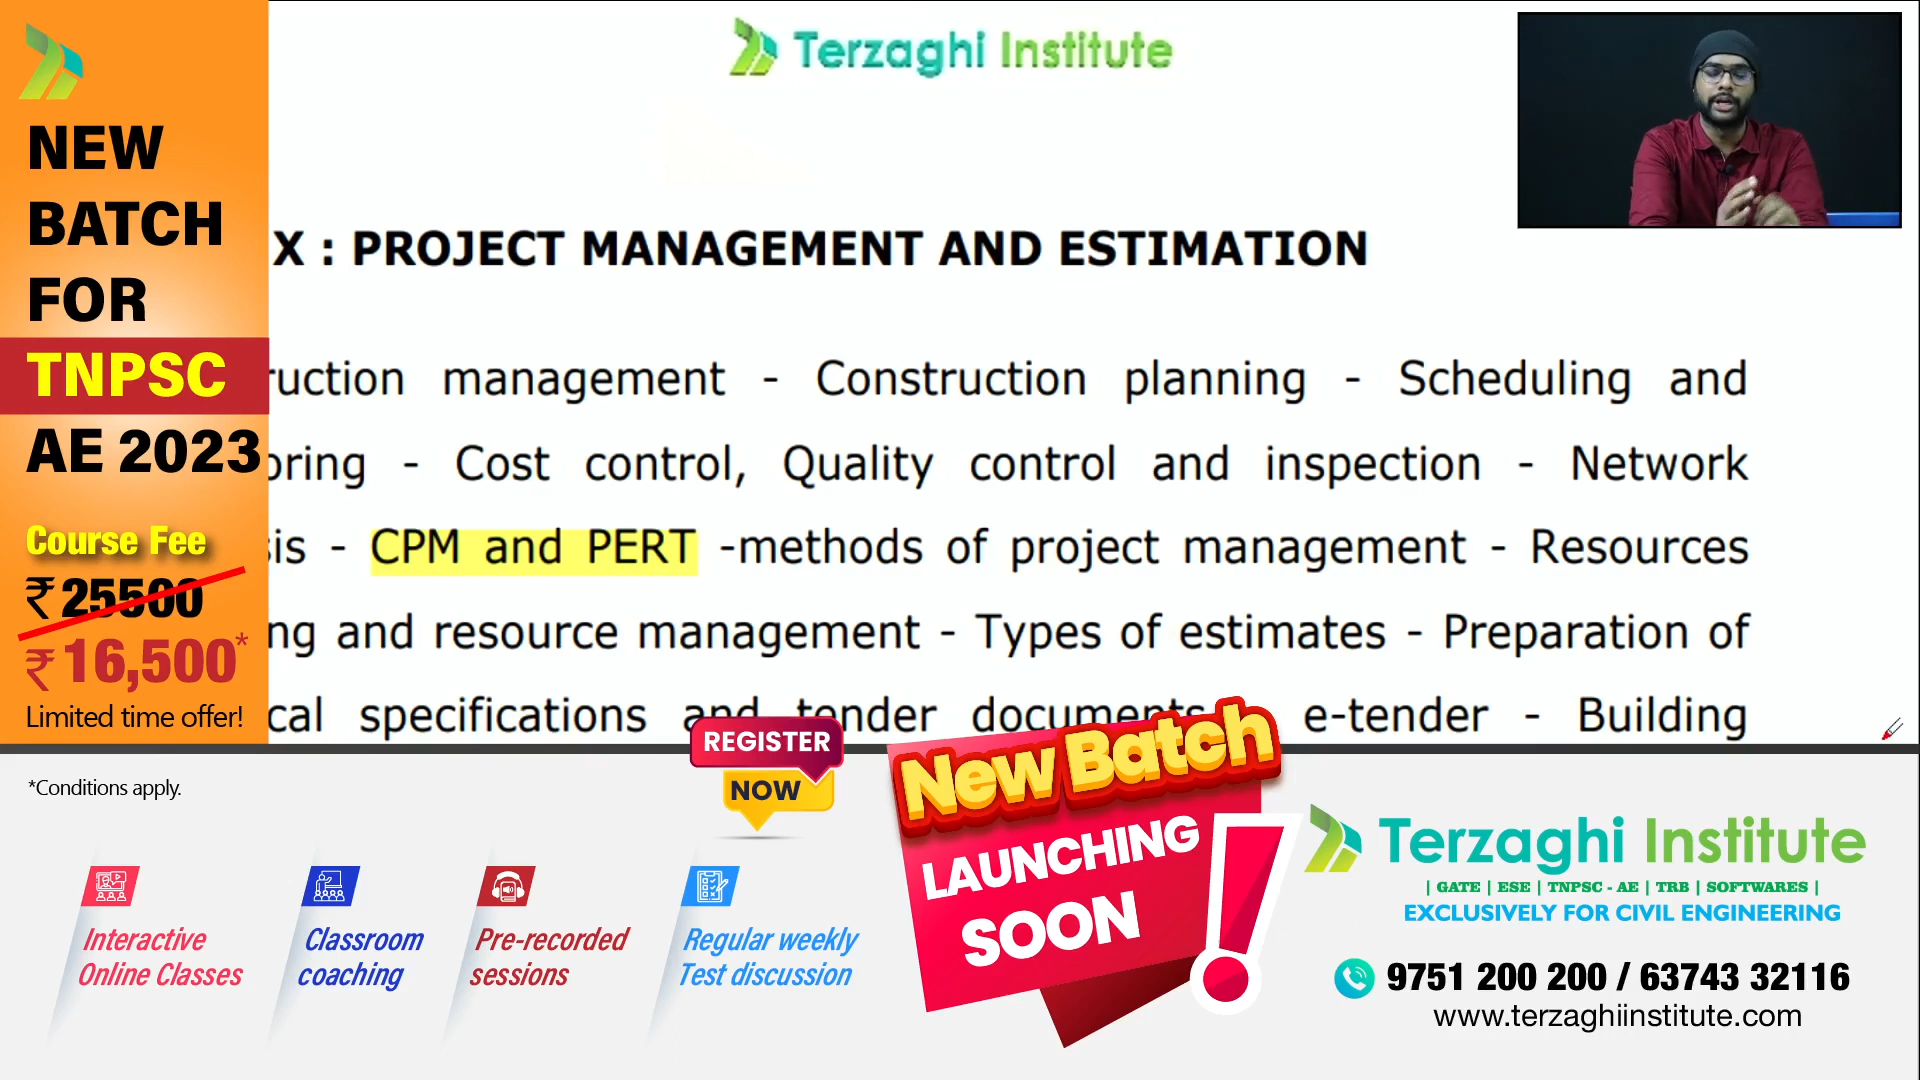 NEW
BATCH
FOR
TNPSC
AE 2023
Course Fee
₹25500
₹16,500*
Limited time offer!
Terzaghi Institute
X : PROJECT MANAGEMENT AND ESTIMATION
ruction management - Construction planning - Scheduling and
oring - Cost control, Quality control and inspection - Network
is - CPM and PERT -methods of project management - Resources
ng and resource management - Types of estimates - Preparation of
cal specifications and tender documents e-tender - Building
*Conditions apply.
REGISTER
NOW
Interactive
Online Classes
Classroom
coaching
Pre-recorded
sessions
Regular weekly
Test discussion
New Batch
LAUNCHING
SOON
Terzaghi Institute
| GATE | ESE | TNPSC - AE | TRB | SOFTWARES |
EXCLUSIVELY FOR CIVIL ENGINEERING
9751 200 200 / 63743 32116
www.terzaghiinstitute.com